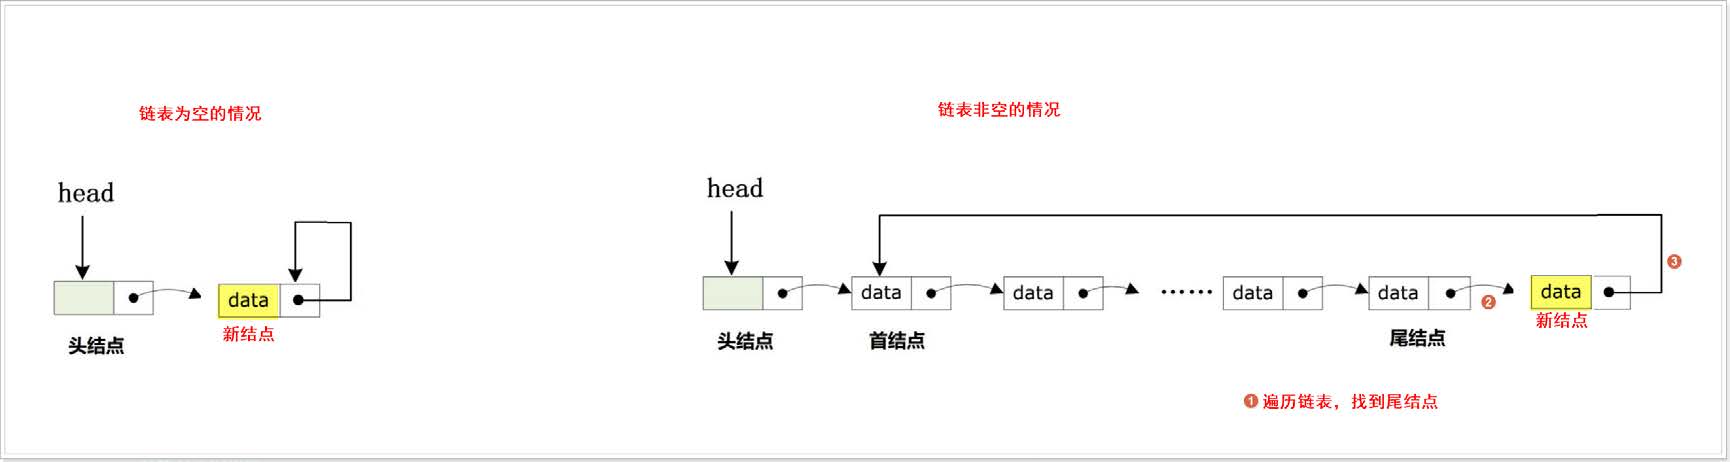 链表为空的情况
head
data
新结点
头结点
链表非空的情况
head
data
data
······
data
data
data
头结点
首结点
尾结点
新结点
❷
❸
❶ 遍历链表，找到尾结点